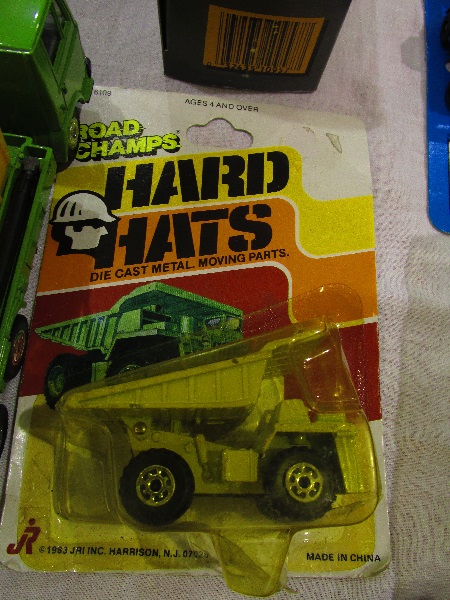 AGES 4 AND OVER
ROAD
CHAMPS
HARD
HATS
DIE CAST METAL. MOVING PARTS.
JR
©1983 JRI INC. HARRISON, N.J.
MADE IN CHINA